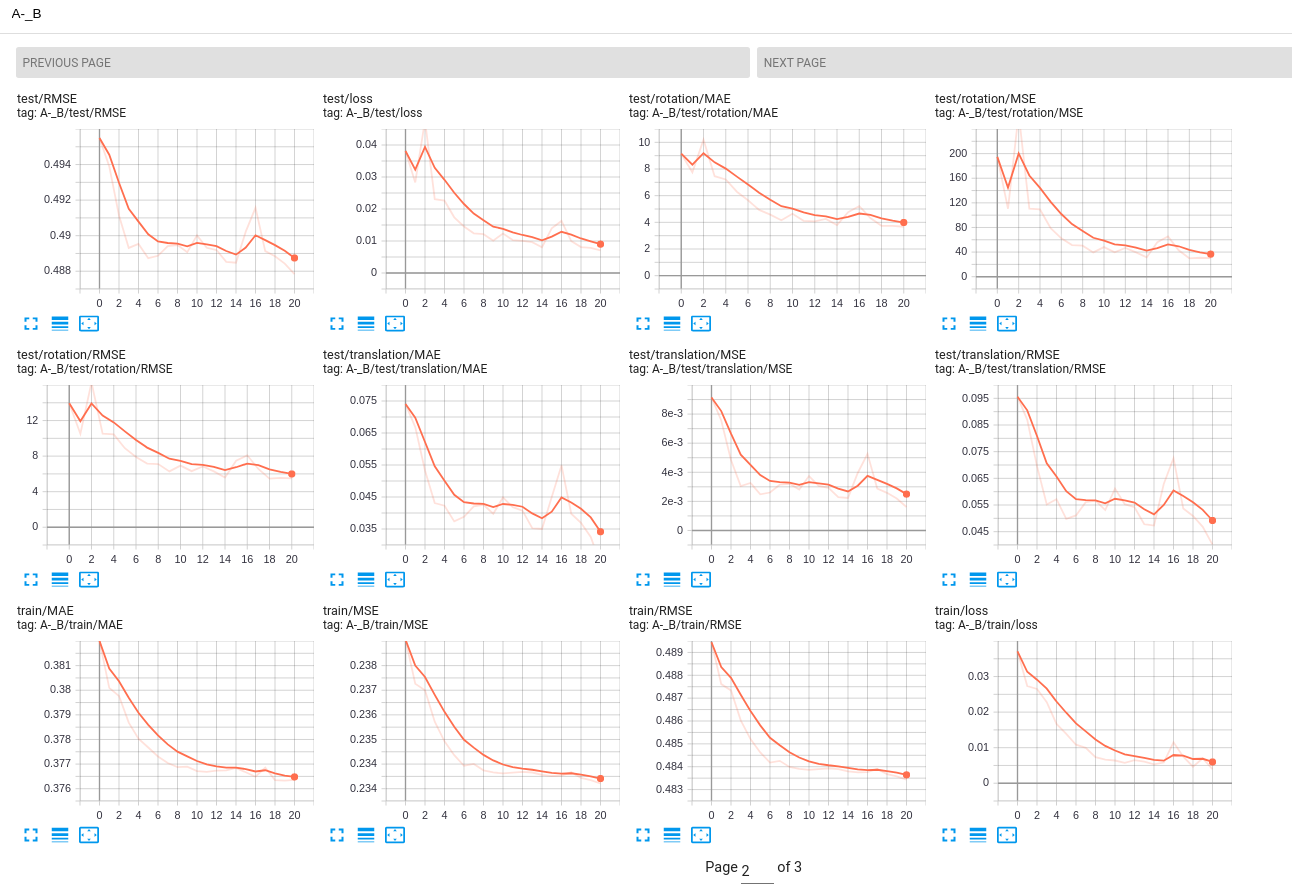 A-_B
PREVIOUS PAGE NEXT PAGE
test/RMSE
tag: A-_B/test/RMSE
0.494
0.492
0.49
0.488
0 2 4 6 8 10 12 14 16 18 20
test/loss
tag: A-_B/test/loss
0.04
0.03
0.02
0.01
0
0 2 4 6 8 10 12 14 16 18 20
test/rotation/MAE
tag: A-_B/test/rotation/MAE
10
8
6
4
2
0
0 2 4 6 8 10 12 14 16 18 20
test/rotation/MSE
tag: A-_B/test/rotation/MSE
200
160
120
80
40
0
0 2 4 6 8 10 12 14 16 18 20
test/rotation/RMSE
tag: A-_B/test/rotation/RMSE
12
8
4
0
0 2 4 6 8 10 12 14 16 18 20
test/translation/MAE
tag: A-_B/test/translation/MAE
0.075
0.065
0.055
0.045
0.035
0 2 4 6 8 10 12 14 16 18 20
test/translation/MSE
tag: A-_B/test/translation/MSE
8e-3
6e-3
4e-3
2e-3
0
0 2 4 6 8 10 12 14 16 18 20
test/translation/RMSE
tag: A-_B/test/translation/RMSE
0.095
0.085
0.075
0.065
0.055
0.045
0 2 4 6 8 10 12 14 16 18 20
train/MAE
tag: A-_B/train/MAE
0.381
0.38
0.379
0.378
0.377
0.376
0 2 4 6 8 10 12 14 16 18 20
train/MSE
tag: A-_B/train/MSE
0.238
0.237
0.236
0.235
0.234
0.234
0 2 4 6 8 10 12 14 16 18 20
train/RMSE
tag: A-_B/train/RMSE
0.489
0.488
0.487
0.486
0.485
0.484
0.483
0 2 4 6 8 10 12 14 16 18 20
train/loss
tag: A-_B/train/loss
0.03
0.02
0.01
0
0 2 4 6 8 10 12 14 16 18 20
Page 2 of 3